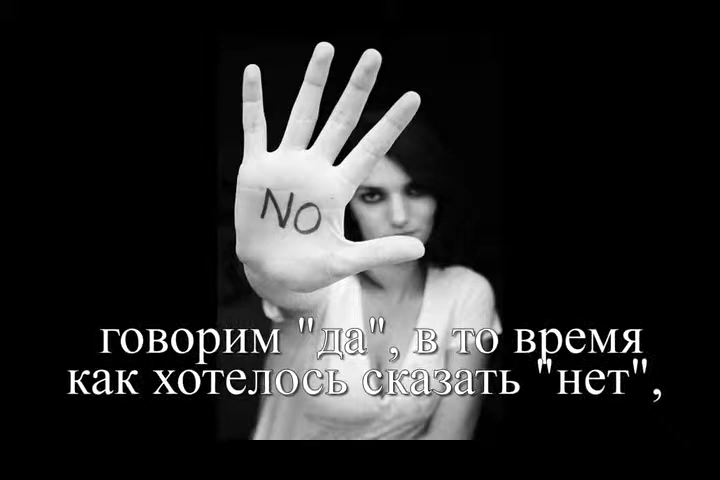 NO
говорим "да", в то время
как хотелось сказать "нет",